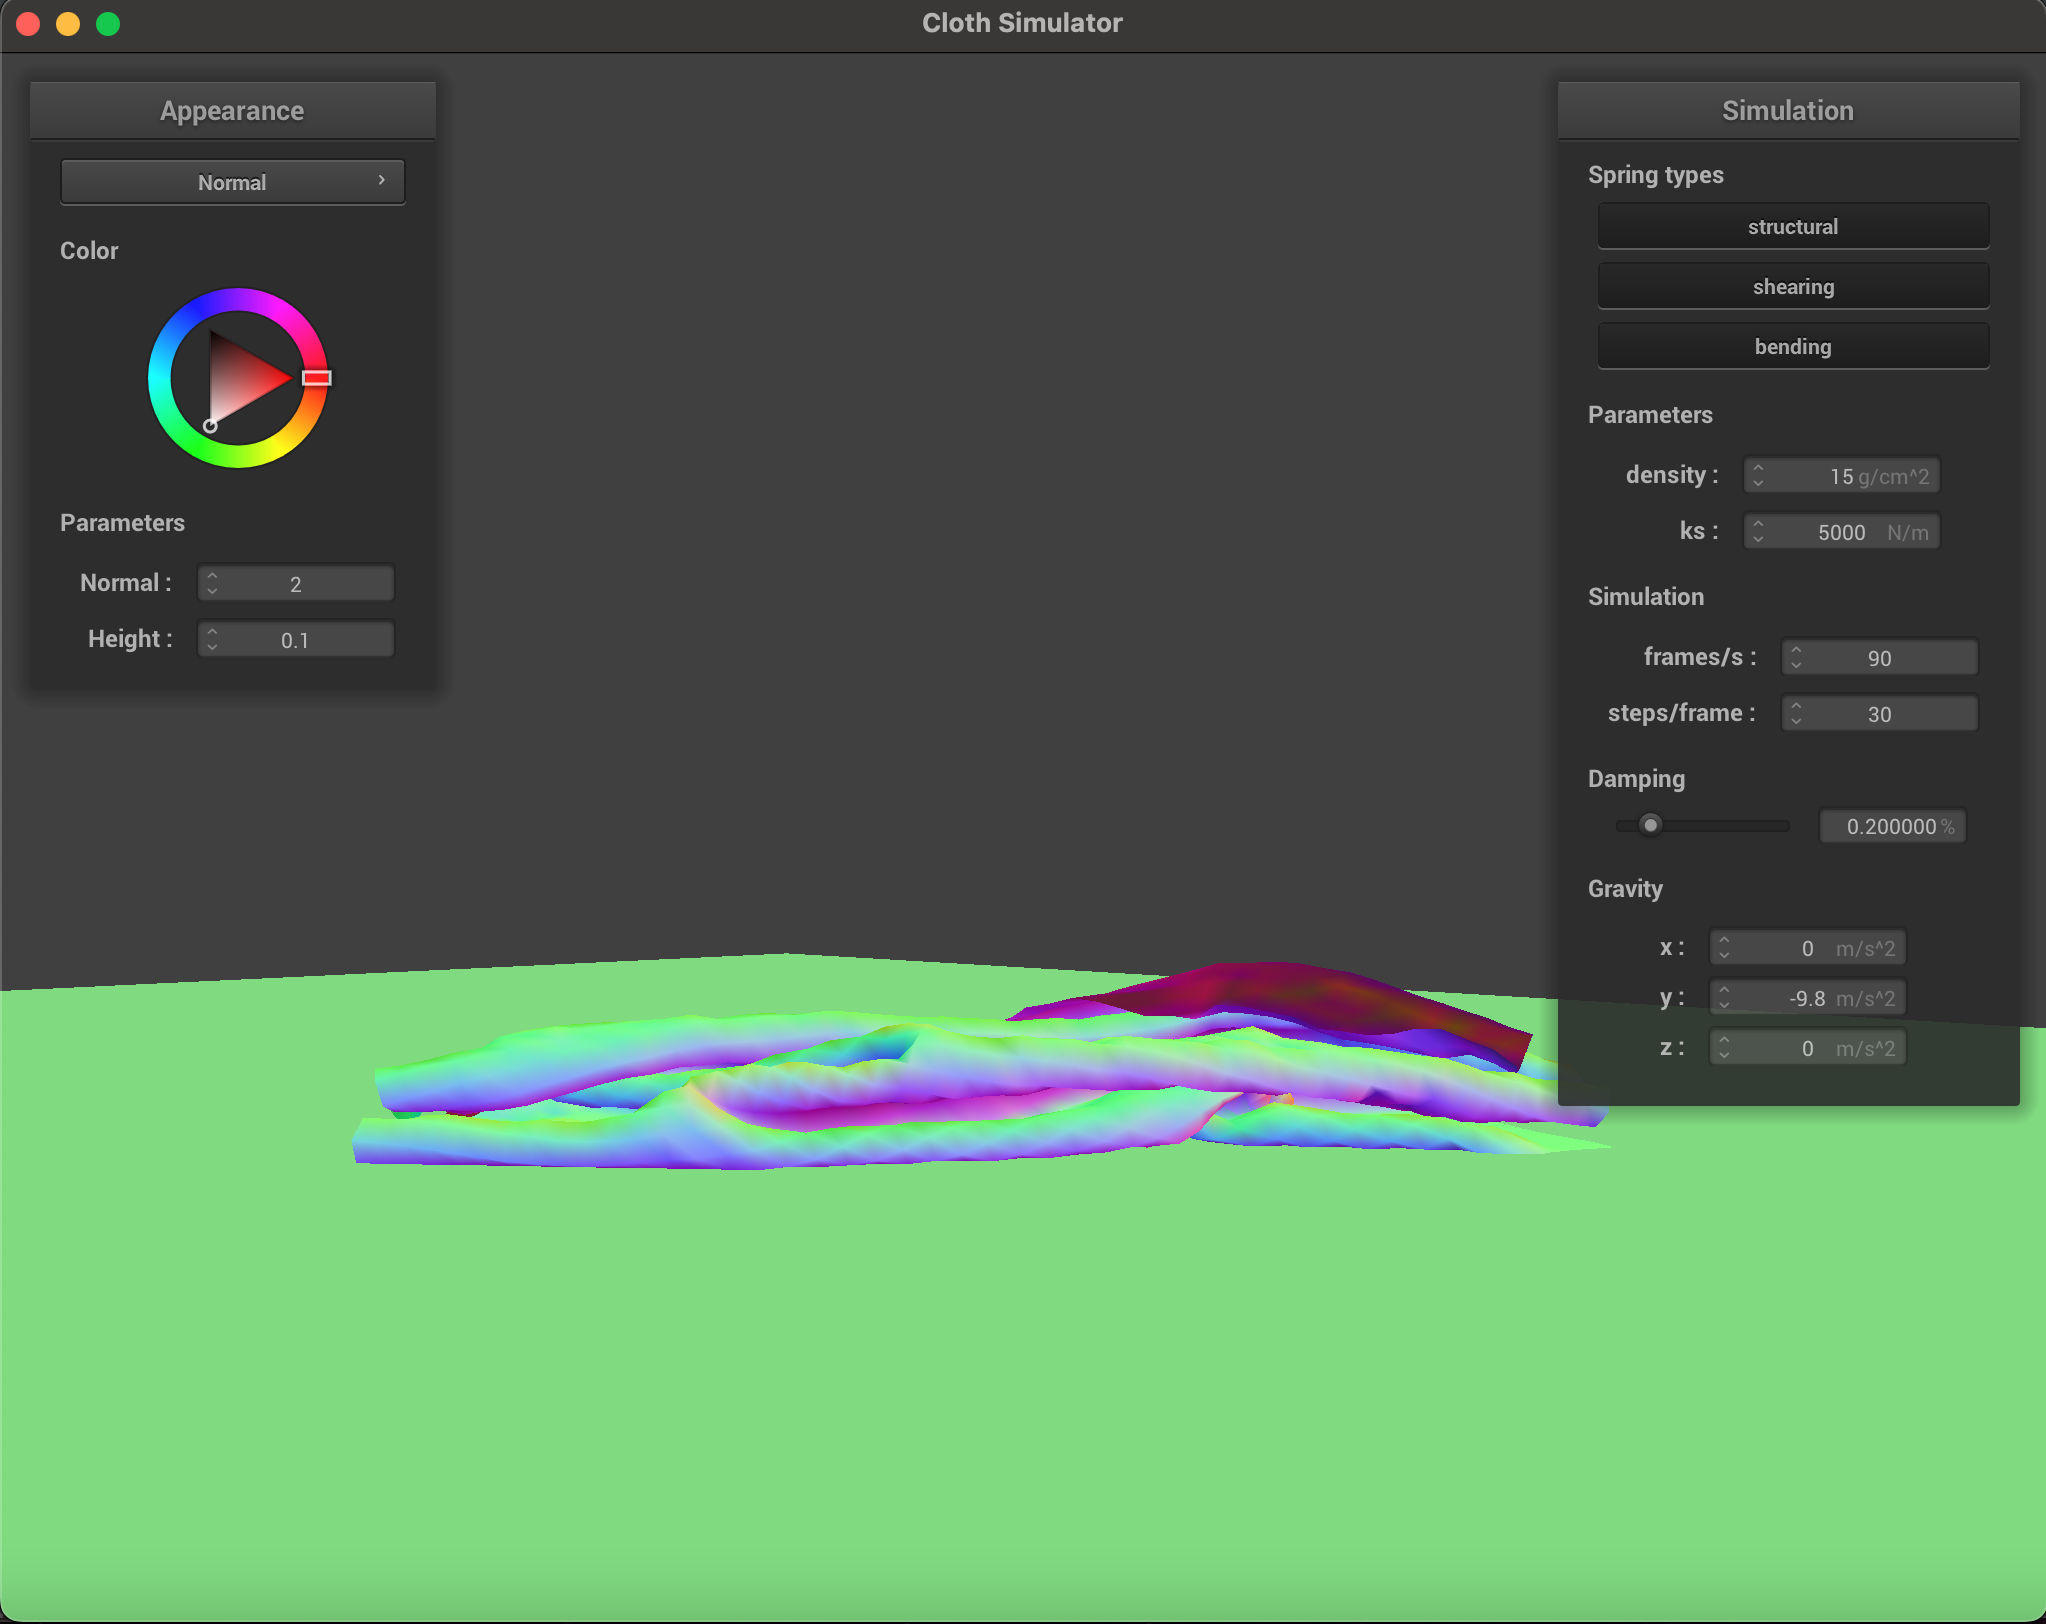 Cloth Simulator
Appearance
Normal
Color
Parameters
Normal : 2
Height : 0.1
Simulation
Spring types
structural
shearing
bending
Parameters
density : 15 g/cm^2
ks : 5000 N/m
Simulation
frames/s : 90
steps/frame : 30
Damping
0.200000 %
Gravity
x : 0 m/s^2
y : -9.8 m/s^2
z : 0 m/s^2